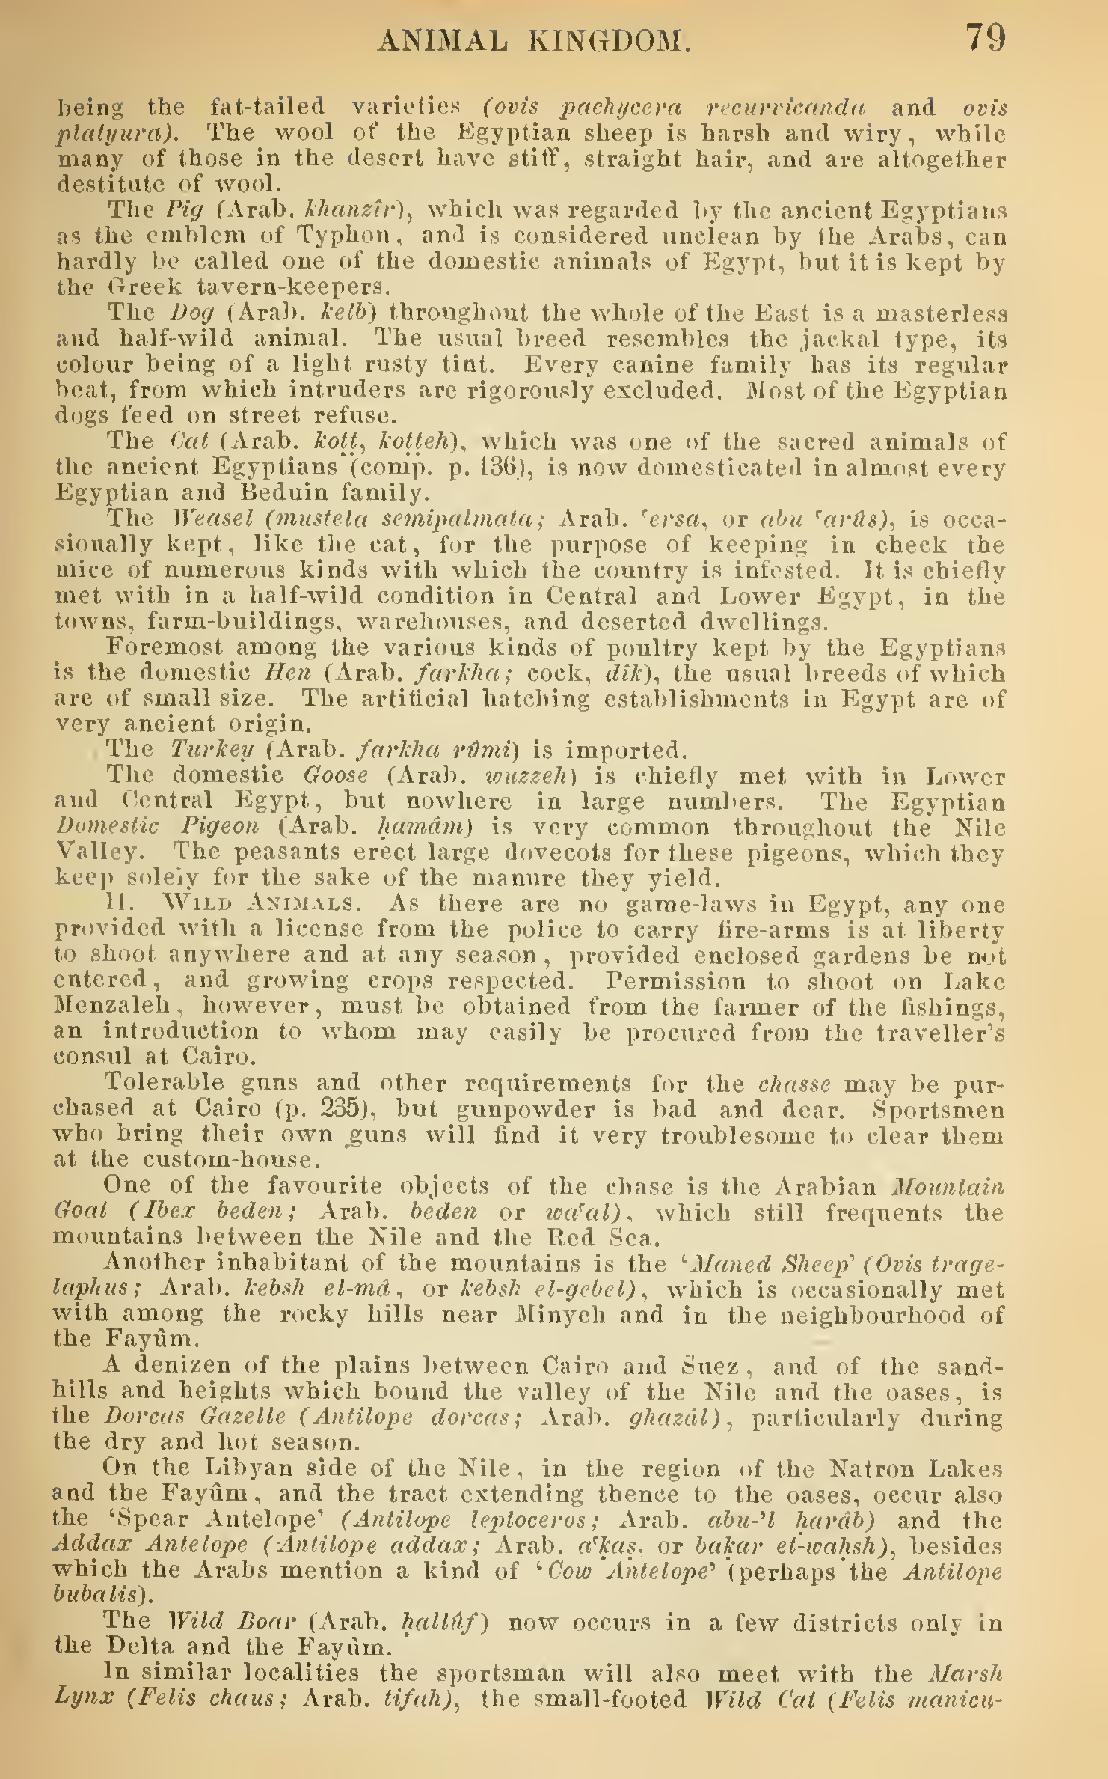 ANIMAL KINGDOM. 79
being the fat-tailed varieties (ovis pachycera recurvicanda and ovis
platyura). The wool of the Egyptian sheep is harsh and wiry, while
many of those in the desert have stiff, straight hair, and are altogether
destitute of wool.
The Pig (Arab. khanzîr), which was regarded by the ancient Egyptians
as the emblem of Typhon, and is considered unclean by the Arabs, can
hardly be called one of the domestic animals of Egypt, but it is kept by
the Greek tavern-keepers.
The Dog (Arab. kelb) throughout the whole of the East is a masterless
and half-wild animal. The usual breed resembles the jackal type, its
colour being of a light rusty tint. Every canine family has its regular
beat, from which intruders are rigorously excluded. Most of the Egyptian
dogs feed on street refuse.
The Cat (Arab. ḳoṭṭ, ḳoṭṭeh), which was one of the sacred animals of
the ancient Egyptians (comp. p. 136), is now domesticated in almost every
Egyptian and Beduin family.
The Weasel (mustela semipalmata; Arab. ʿersa, or abu ʿarûs), is occa-
sionally kept, like the cat, for the purpose of keeping in check the
mice of numerous kinds with which the country is infested. It is chiefly
met with in a half-wild condition in Central and Lower Egypt, in the
towns, farm-buildings, warehouses, and deserted dwellings.
Foremost among the various kinds of poultry kept by the Egyptians
is the domestic Hen (Arab. farkha; cock, dîk), the usual breeds of which
are of small size. The artificial hatching establishments in Egypt are of
very ancient origin.
The Turkey (Arab. farkha rûmi) is imported.
The domestic Goose (Arab. wuzzeh) is chiefly met with in Lower
and Central Egypt, but nowhere in large numbers. The Egyptian
Domestic Pigeon (Arab. ḥamâm) is very common throughout the Nile
Valley. The peasants erect large dovecots for these pigeons, which they
keep solely for the sake of the manure they yield.
II. WILD ANIMALS. As there are no game-laws in Egypt, any one
provided with a license from the police to carry fire-arms is at liberty
to shoot anywhere and at any season, provided enclosed gardens be not
entered, and growing crops respected. Permission to shoot on Lake
Menzaleh, however, must be obtained from the farmer of the fishings,
an introduction to whom may easily be procured from the traveller's
consul at Cairo.
Tolerable guns and other requirements for the chasse may be pur-
chased at Cairo (p. 235), but gunpowder is bad and dear. Sportsmen
who bring their own guns will find it very troublesome to clear them
at the custom-house.
One of the favourite objects of the chase is the Arabian Mountain
Goat (Ibex beden; Arab. beden or waʿal), which still frequents the
mountains between the Nile and the Red Sea.
Another inhabitant of the mountains is the 'Maned Sheep' (Ovis trage-
laphus; Arab. kebsh el-mâ, or kebsh el-gebel), which is occasionally met
with among the rocky hills near Minyeh and in the neighbourhood of
the Fayûm.
A denizen of the plains between Cairo and Suez, and of the sand-
hills and heights which bound the valley of the Nile and the oases, is
the Dorcas Gazelle (Antilope dorcas; Arab. ghazâl), particularly during
the dry and hot season.
On the Libyan side of the Nile, in the region of the Natron Lakes
and the Fayûm, and the tract extending thence to the oases, occur also
the 'Spear Antelope' (Antilope leptoceros; Arab. abu-'l ḥarâb) and the
Addax Antelope (Antilope addax; Arab. aʿḳaṣ, or baḳar el-waḥsh), besides
which the Arabs mention a kind of 'Cow Antelope' (perhaps the Antilope
bubalis).
The Wild Boar (Arab. ḥallûf) now occurs in a few districts only in
the Delta and the Fayûm.
In similar localities the sportsman will also meet with the Marsh
Lynx (Felis chaus; Arab. tifah), the small-footed Wild Cat (Felis manicu-